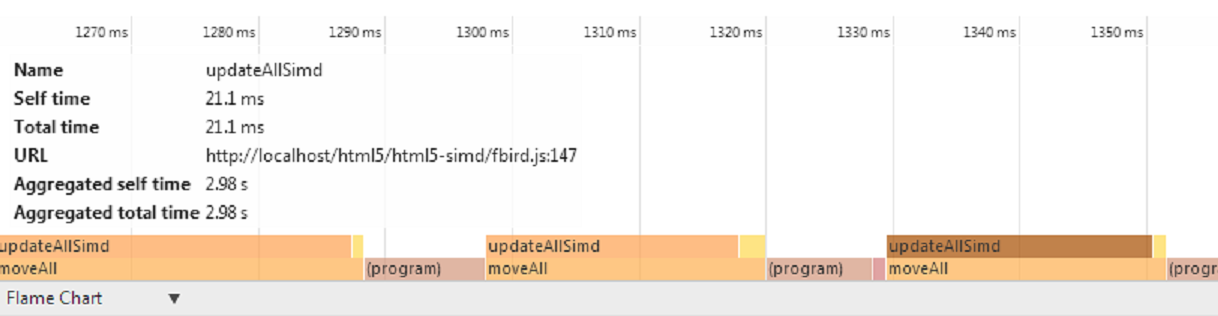 1270 ms 1280 ms 1290 ms 1300 ms 1310 ms 1320 ms 1330 ms 1340 ms 1350 ms
Name updateAllSimd
Self time 21.1 ms
Total time 21.1 ms
URL http://localhost/html5/html5-simd/fbird.js:147
Aggregated self time 2.98 s
Aggregated total time 2.98 s
updateAllSimd updateAllSimd updateAllSimd
moveAll (program) moveAll (program) moveAll (progr
Flame Chart ▼